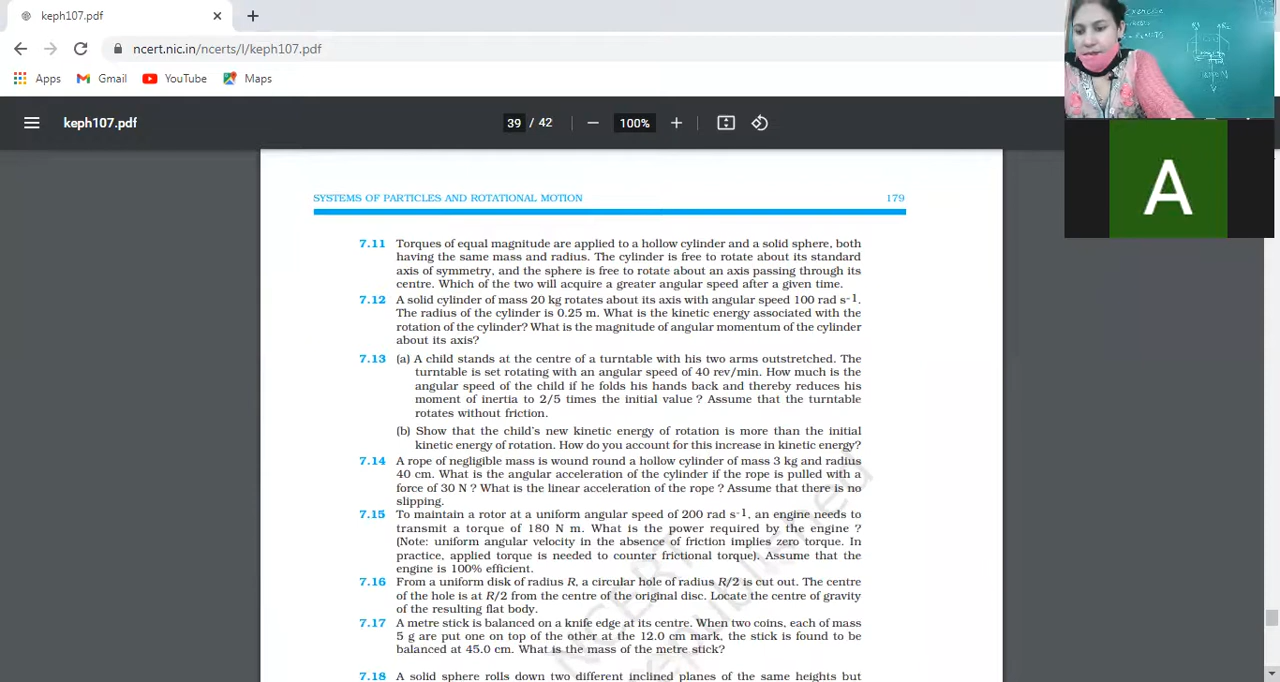 keph107.pdf
ncert.nic.in/ncerts/l/keph107.pdf
Apps Gmail YouTube Maps
keph107.pdf
39 / 42
100%
A
SYSTEMS OF PARTICLES AND ROTATIONAL MOTION 179
7.11 Torques of equal magnitude are applied to a hollow cylinder and a solid sphere, both
having the same mass and radius. The cylinder is free to rotate about its standard
axis of symmetry, and the sphere is free to rotate about an axis passing through its
centre. Which of the two will acquire a greater angular speed after a given time.
7.12 A solid cylinder of mass 20 kg rotates about its axis with angular speed 100 rad s⁻¹.
The radius of the cylinder is 0.25 m. What is the kinetic energy associated with the
rotation of the cylinder? What is the magnitude of angular momentum of the cylinder
about its axis?
7.13 (a) A child stands at the centre of a turntable with his two arms outstretched. The
turntable is set rotating with an angular speed of 40 rev/min. How much is the
angular speed of the child if he folds his hands back and thereby reduces his
moment of inertia to 2/5 times the initial value ? Assume that the turntable
rotates without friction.
(b) Show that the child's new kinetic energy of rotation is more than the initial
kinetic energy of rotation. How do you account for this increase in kinetic energy?
7.14 A rope of negligible mass is wound round a hollow cylinder of mass 3 kg and radius
40 cm. What is the angular acceleration of the cylinder if the rope is pulled with a
force of 30 N ? What is the linear acceleration of the rope ? Assume that there is no
slipping.
7.15 To maintain a rotor at a uniform angular speed of 200 rad s⁻¹, an engine needs to
transmit a torque of 180 N m. What is the power required by the engine ?
(Note: uniform angular velocity in the absence of friction implies zero torque. In
practice, applied torque is needed to counter frictional torque). Assume that the
engine is 100% efficient.
7.16 From a uniform disk of radius R, a circular hole of radius R/2 is cut out. The centre
of the hole is at R/2 from the centre of the original disc. Locate the centre of gravity
of the resulting flat body.
7.17 A metre stick is balanced on a knife edge at its centre. When two coins, each of mass
5 g are put one on top of the other at the 12.0 cm mark, the stick is found to be
balanced at 45.0 cm. What is the mass of the metre stick?
7.18 A solid sphere rolls down two different inclined planes of the same heights but